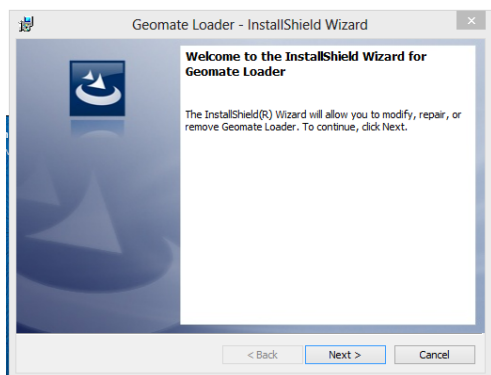 Geomate Loader - InstallShield Wizard
Welcome to the InstallShield Wizard for
Geomate Loader
The InstallShield(R) Wizard will allow you to modify, repair, or
remove Geomate Loader. To continue, click Next.
< Back Next > Cancel